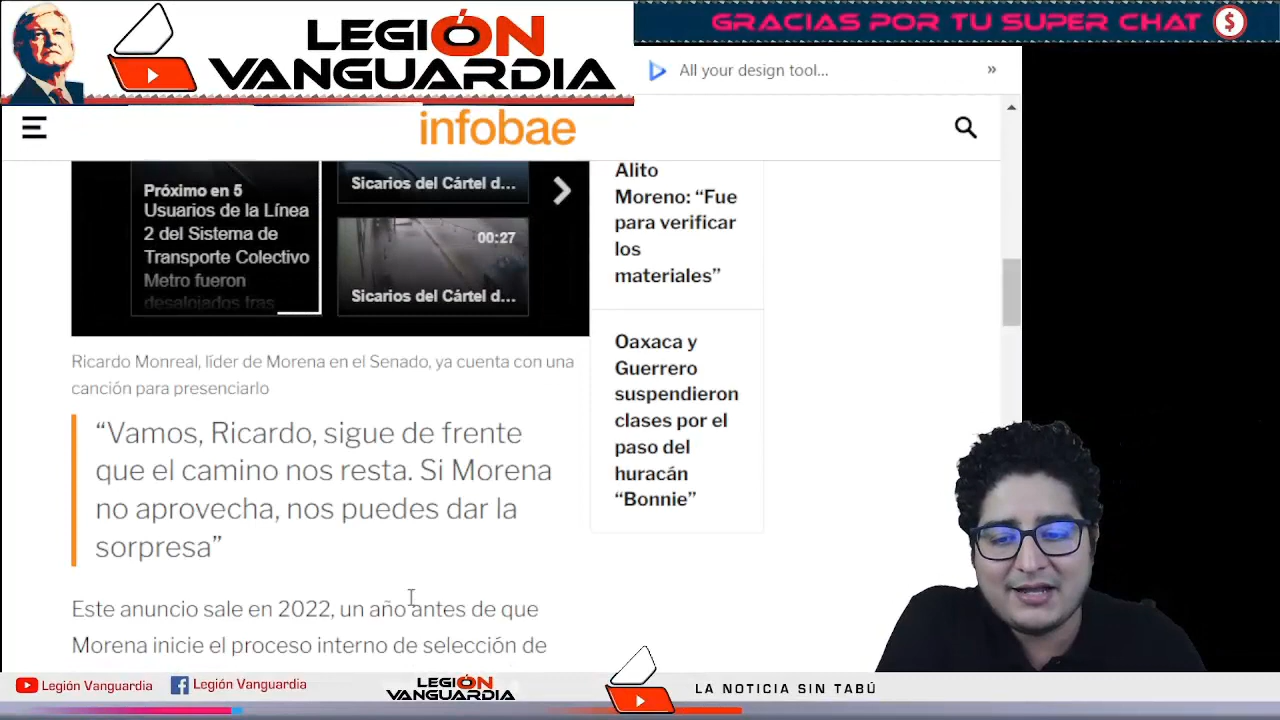 LEGIÓN
VANGUARDIA
GRACIAS POR TU SUPER CHAT
$
All your design tool...
»
infobae
Próximo en 5
Usuarios de la Línea
2 del Sistema de
Transporte Colectivo
Metro fueron
desalojados tras
Sicarios del Cártel d...
00:27
Sicarios del Cártel d...
Alito
Moreno: “Fue
para verificar
los
materiales”
Oaxaca y
Guerrero
suspendieron
clases por el
paso del
huracán
“Bonnie”
Ricardo Monreal, líder de Morena en el Senado, ya cuenta con una
canción para presenciarlo
“Vamos, Ricardo, sigue de frente
que el camino nos resta. Si Morena
no aprovecha, nos puedes dar la
sorpresa”
Este anuncio sale en 2022, un año antes de que
Morena inicie el proceso interno de selección de
Legión Vanguardia
Legión Vanguardia
LEGIÓN
VANGUARDIA
LA NOTICIA SIN TABÚ